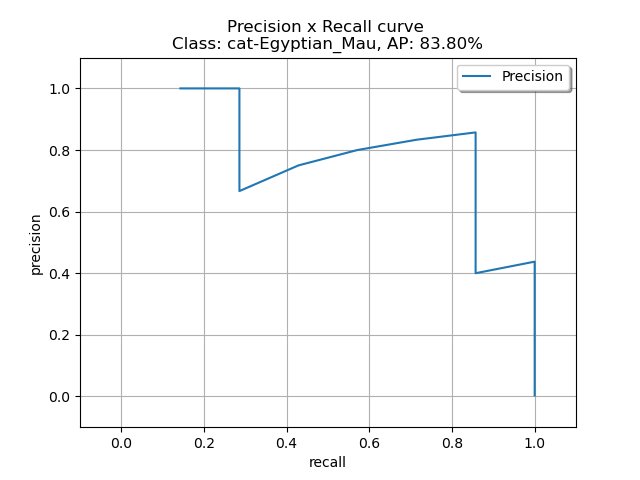 Precision x Recall curve
Class: cat-Egyptian_Mau, AP: 83.80%
Precision
1.0
0.8
0.6
0.4
0.2
0.0
precision
0.0 0.2 0.4 0.6 0.8 1.0
recall